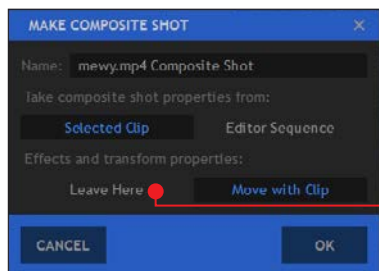 MAKE COMPOSITE SHOT
Name: mewy.mp4 Composite Shot
Take composite shot properties from:
Selected Clip Editor Sequence
Effects and transform properties:
Leave Here Move with Clip
CANCEL OK